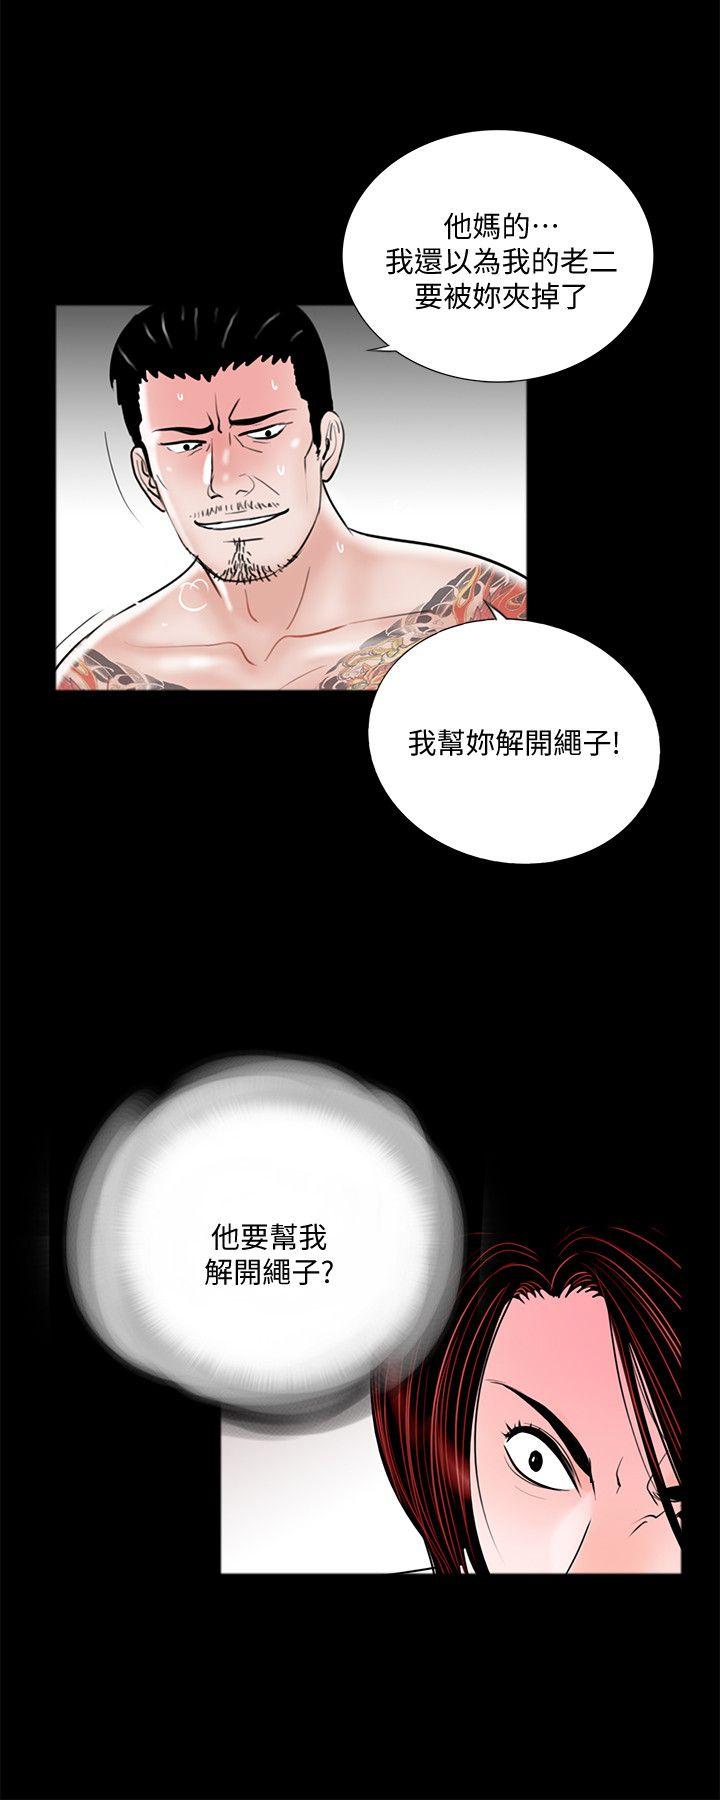 他媽的⋯
我還以為我的老二
要被妳夾掉了
我幫妳解開繩子!
他要幫我
解開繩子?